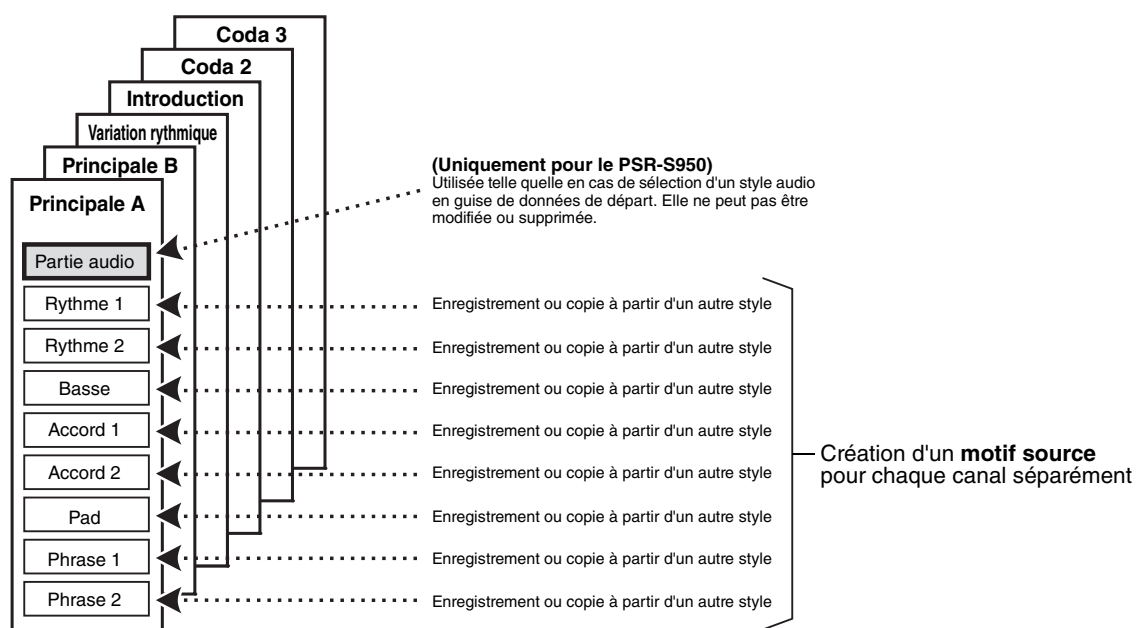 Coda 3
Coda 2
Introduction
Variation rythmique
Principale B
Principale A
(Uniquement pour le PSR-S950)
Utilisée telle quelle en cas de sélection d'un style audio
en guise de données de départ. Elle ne peut pas être
modifiée ou supprimée.
Partie audio
Rythme 1
Enregistrement ou copie à partir d'un autre style
Rythme 2
Enregistrement ou copie à partir d'un autre style
Basse
Enregistrement ou copie à partir d'un autre style
Accord 1
Enregistrement ou copie à partir d'un autre style
Accord 2
Enregistrement ou copie à partir d'un autre style
Pad
Enregistrement ou copie à partir d'un autre style
Phrase 1
Enregistrement ou copie à partir d'un autre style
Phrase 2
Enregistrement ou copie à partir d'un autre style
Création d'un motif source
pour chaque canal séparément